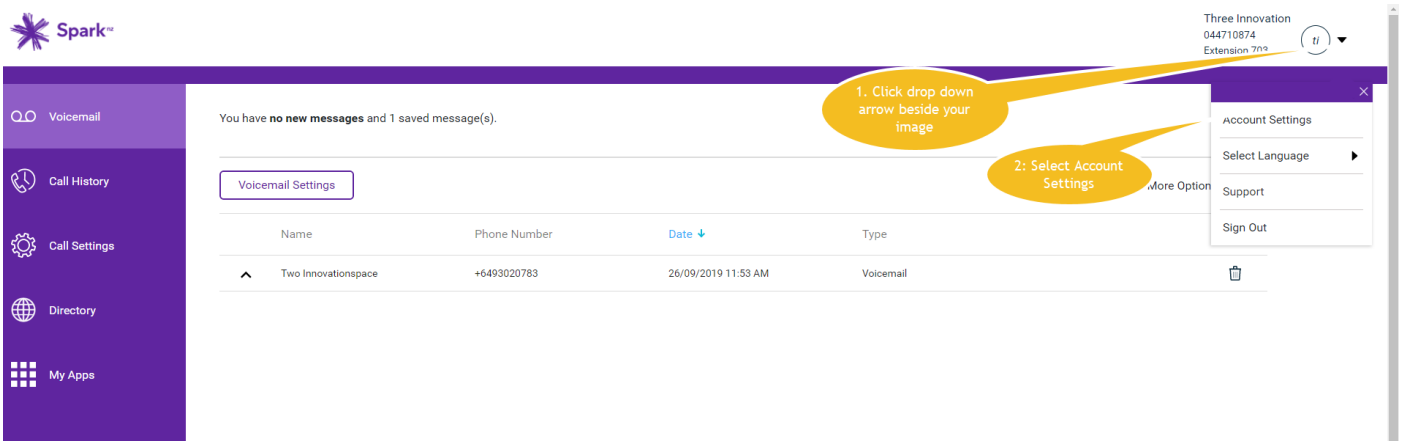 Spark nz
Three Innovation
044710874
Extension 703
ti
1. Click drop down
arrow beside your
image
Voicemail
You have no new messages and 1 saved message(s).
Account Settings
2: Select Account
Settings
Select Language
Call History
Voicemail Settings
More Option
Support
Sign Out
Name Phone Number Date Type
Call Settings
Two Innovationspace +6493020783 26/09/2019 11:53 AM Voicemail
Directory
My Apps